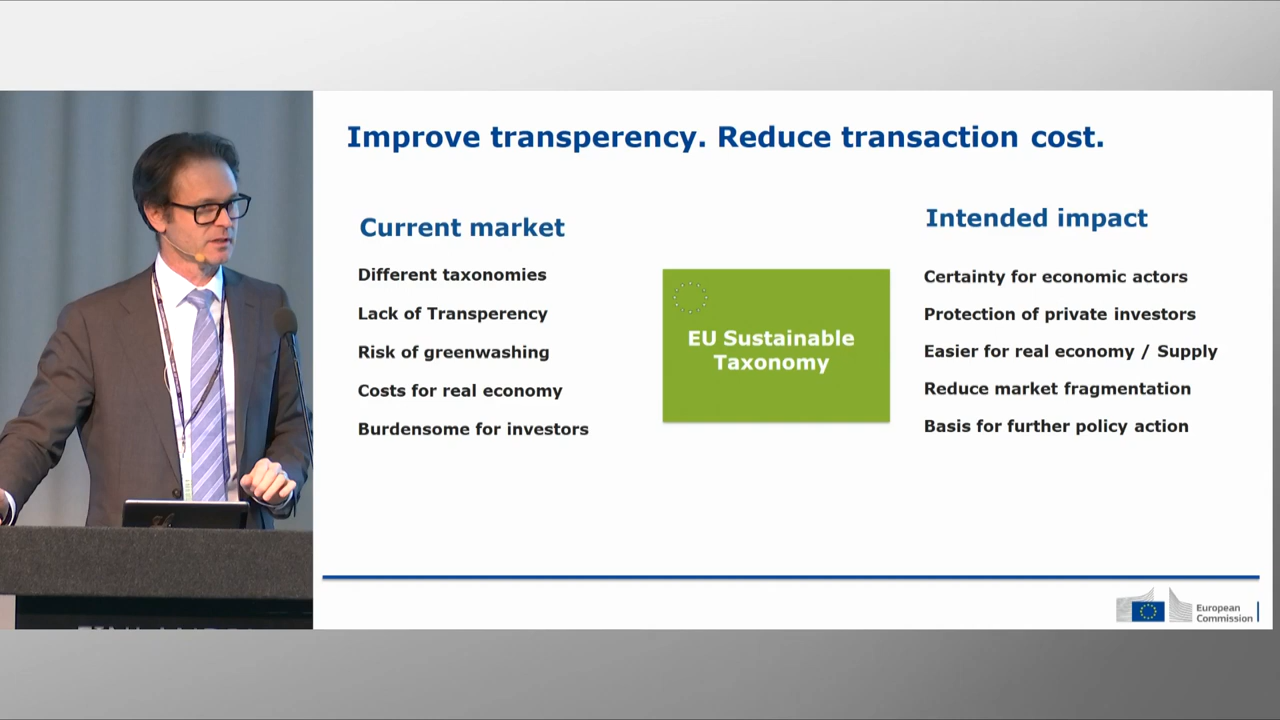 Improve transperency. Reduce transaction cost.
Current market
Different taxonomies
Lack of Transperency
Risk of greenwashing
Costs for real economy
Burdensome for investors
EU Sustainable
Taxonomy
Intended impact
Certainty for economic actors
Protection of private investors
Easier for real economy / Supply
Reduce market fragmentation
Basis for further policy action
European
Commission